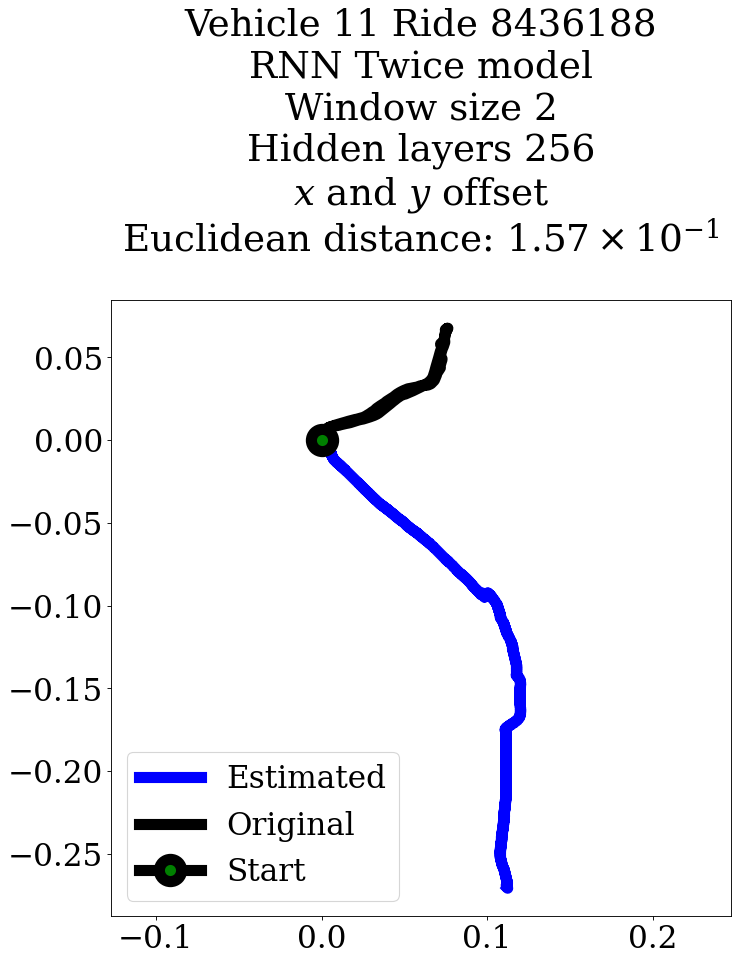 Vehicle 11 Ride 8436188
RNN Twice model
Window size 2
Hidden layers 256
x and y offset
Euclidean distance: 1.57 × 10⁻¹
0.05
0.00
−0.05
−0.10
−0.15
−0.20
−0.25
Estimated
Original
Start
−0.1 0.0 0.1 0.2